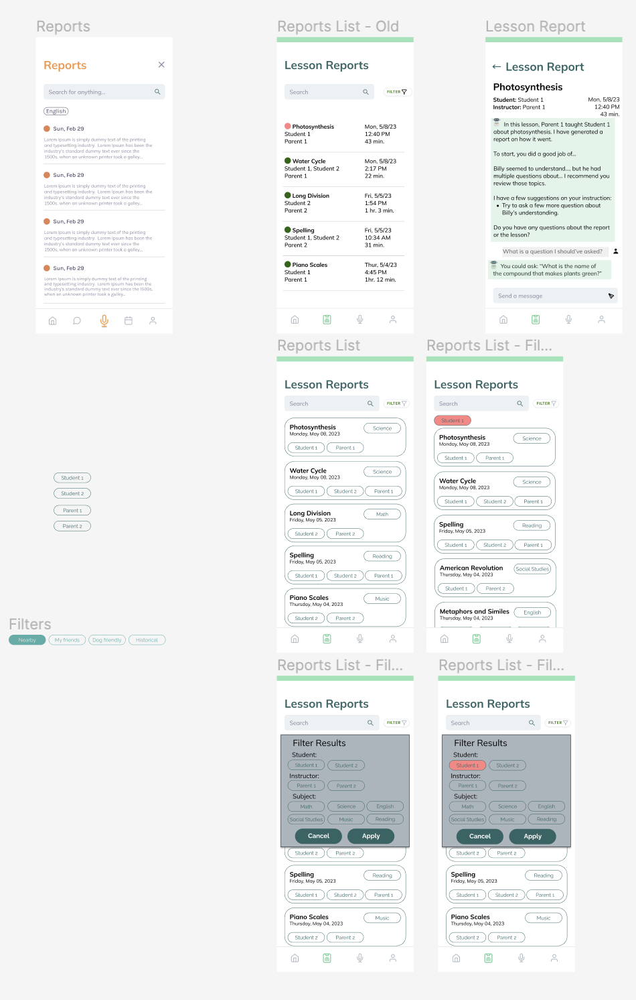 Reports
Reports
Search for anything...
English
Sun, Feb 29
Lorem Ipsum is simply dummy text of the printing
and typesetting industry. Lorem Ipsum has been the
industry's standard dummy text ever since the
1500s, when an unknown printer took a galley...
Sun, Feb 29
Lorem Ipsum is simply dummy text of the printing
and typesetting industry. Lorem Ipsum has been the
industry's standard dummy text ever since the
1500s, when an unknown printer took a galley...
Sun, Feb 29
Lorem Ipsum is simply dummy text of the printing
and typesetting industry. Lorem Ipsum has been the
industry's standard dummy text ever since the
1500s, when an unknown printer took a galley...
Sun, Feb 29
Lorem Ipsum is simply dummy text of the printing
and typesetting industry. Lorem Ipsum has been the
industry's standard dummy text ever since the 1500s,
when an unknown printer took a galley...
Reports List - Old
Lesson Reports
Search
FILTER
Photosynthesis Mon, 5/8/23
Student 1 12:40 PM
Parent 1 43 min.
Water Cycle Mon, 5/8/23
Student 1, Student 2 2:17 PM
Parent 1 22 min.
Long Division Fri, 5/5/23
Student 2 1:54 PM
Parent 2 1 hr. 3 min.
Spelling Fri, 5/5/23
Student 1, Student 2 10:34 AM
Parent 2 31 min.
Piano Scales Thur, 5/4/23
Student 1 4:45 PM
Parent 1 1hr. 12 min.
Lesson Report
← Lesson Report
Photosynthesis
Student: Student 1 Mon, 5/8/23
Instructor: Parent 1 12:40 PM
43 min.
In this lesson, Parent 1 taught Student 1
about photosynthesis. I have generated a
report on how it went.
To start, you did a good job of...
Billy seemed to understand..., but he had
multiple questions about... I recommend you
review those topics.
I have a few suggestions on your instruction:
• Try to ask a few more question about
Billy's understanding.
Do you have any questions about the report
or the lesson?
What is a question I should've asked?
You could ask: "What is the name of
the compound that makes plants green?"
Send a message
Reports List
Lesson Reports
Search
FILTER
Photosynthesis Science
Monday, May 08, 2023
Student 1 Parent 1
Water Cycle Science
Monday, May 08, 2023
Student 1 Student 2 Parent 1
Long Division Math
Friday, May 05, 2023
Student 2 Parent 2
Spelling Reading
Friday, May 05, 2023
Student 1 Student 2 Parent 1
Piano Scales Music
Thursday, May 04, 2023
Student 2 Parent 2
Reports List - Fil...
Lesson Reports
Search
FILTER
Student 1
Photosynthesis Science
Monday, May 08, 2023
Student 1 Parent 1
Water Cycle Science
Monday, May 08, 2023
Student 1 Student 2 Parent 1
Spelling Reading
Friday, May 05, 2023
Student 1 Student 2 Parent 1
American Revolution Social Studies
Thursday, May 04, 2023
Student 1 Parent 2
Metaphors and Similes English
Thursday, May 04, 2023
Student 1
Student 2
Parent 1
Parent 2
Filters
Nearby My friends Dog friendly Historical
Reports List - Fil...
Lesson Reports
Search
FILTER
Filter Results
Student:
Student 1 Student 2
Instructor:
Parent 1 Parent 2
Subject:
Math Science English
Social Studies Music Reading
Cancel Apply
Student 2 Parent 2
Spelling Reading
Friday, May 05, 2023
Student 1 Student 2 Parent 1
Piano Scales Music
Thursday, May 04, 2023
Student 2 Parent 2
Reports List - Fil...
Lesson Reports
Search
FILTER
Filter Results
Student:
Student 1 Student 2
Instructor:
Parent 1 Parent 2
Subject:
Math Science English
Social Studies Music Reading
Cancel Apply
Student 2 Parent 2
Spelling Reading
Friday, May 05, 2023
Student 1 Student 2 Parent 1
Piano Scales Music
Thursday, May 04, 2023
Student 2 Parent 2